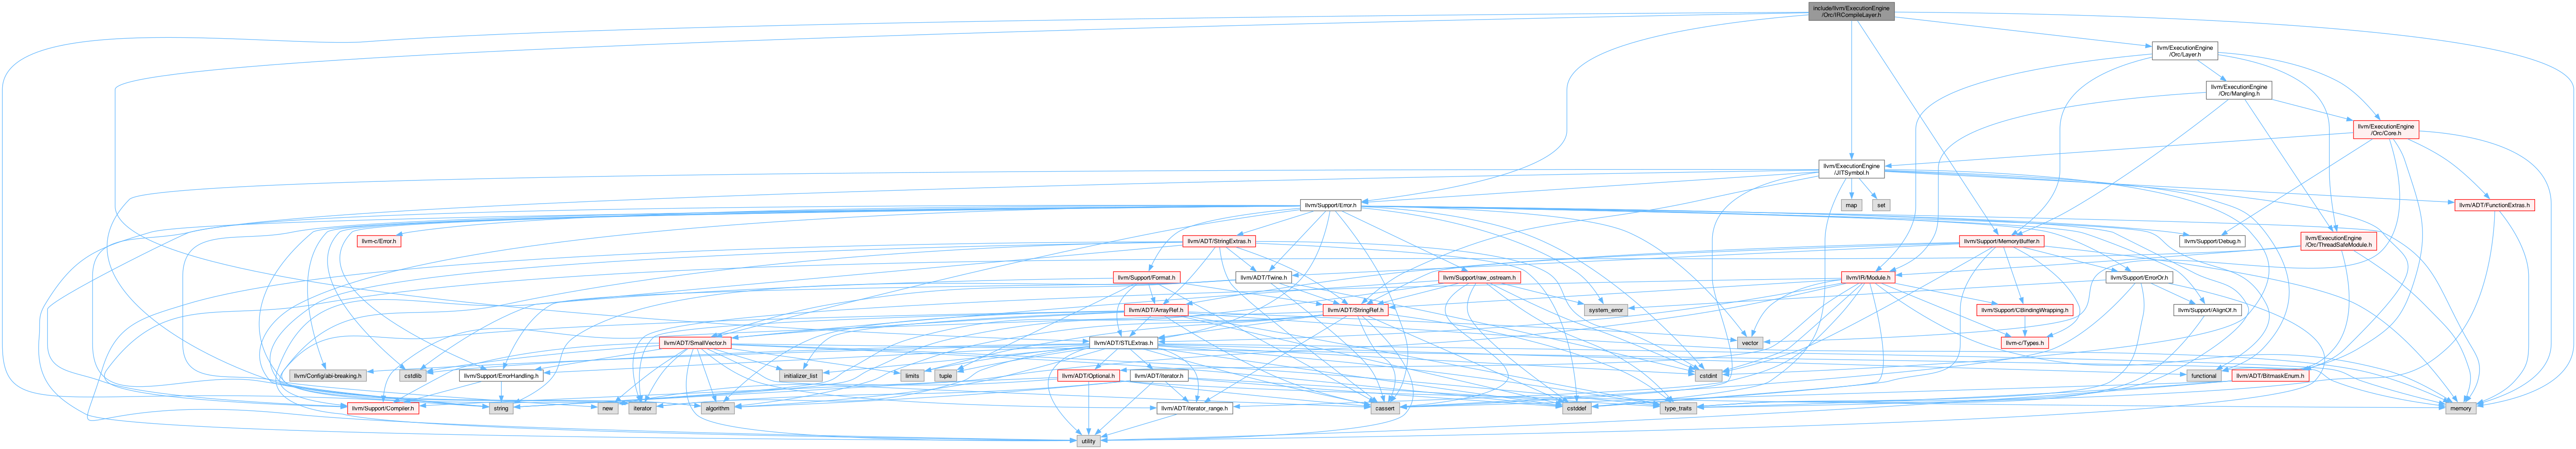 include/llvm/ExecutionEngine
/Orc/IRCompileLayer.h
llvm/ExecutionEngine
/Orc/Layer.h
llvm/ExecutionEngine
/Orc/Mangling.h
llvm/ExecutionEngine
/Orc/Core.h
llvm/ExecutionEngine
/JITSymbol.h
llvm/Support/Error.h
map
set
llvm/ADT/FunctionExtras.h
llvm-c/Error.h
llvm/ADT/StringExtras.h
llvm/Support/MemoryBuffer.h
llvm/Support/Debug.h
llvm/ExecutionEngine
/Orc/ThreadSafeModule.h
llvm/Support/Format.h
llvm/ADT/Twine.h
llvm/Support/raw_ostream.h
llvm/IR/Module.h
llvm/Support/ErrorOr.h
llvm/ADT/ArrayRef.h
llvm/ADT/StringRef.h
system_error
llvm/Support/CBindingWrapping.h
llvm/Support/AlignOf.h
llvm/ADT/SmallVector.h
llvm/ADT/STLExtras.h
vector
llvm-c/Types.h
llvm/Config/abi-breaking.h
cstdlib
llvm/Support/ErrorHandling.h
initializer_list
limits
tuple
llvm/ADT/Optional.h
llvm/ADT/iterator.h
cstdint
functional
llvm/ADT/BitmaskEnum.h
llvm/Support/Compiler.h
string
new
iterator
algorithm
llvm/ADT/iterator_range.h
cassert
cstddef
type_traits
memory
utility